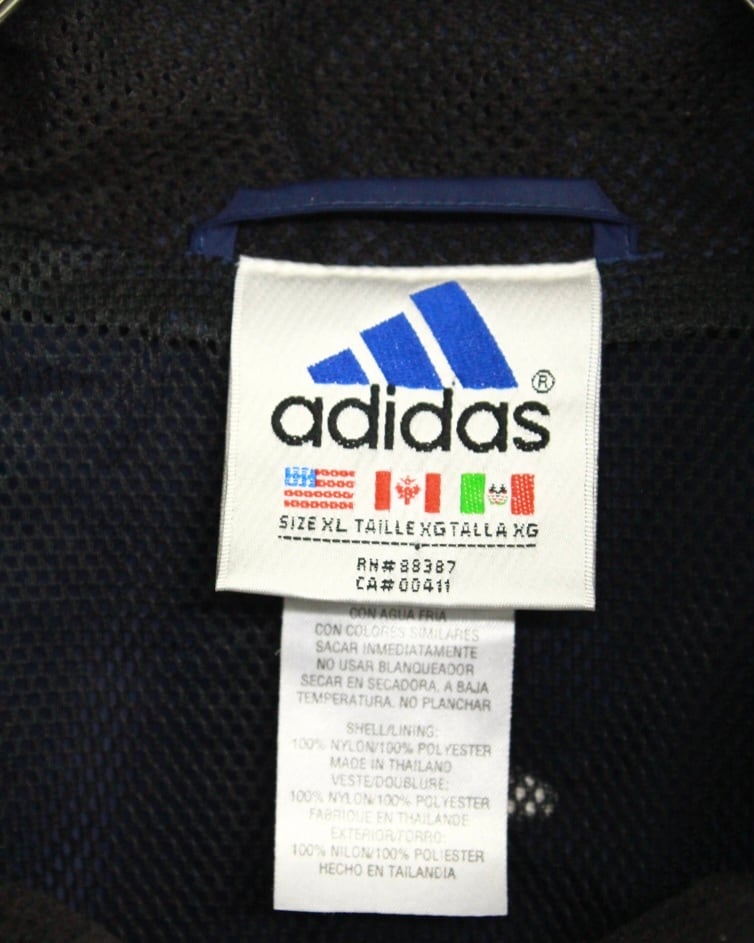 adidas®
SIZE XL TAILLE XG TALLA XG
RN#88387
CA#00411
CON AGUA FRIA
CON COLORES SIMILARES
SACAR INMEDIATAMENTE
NO USAR BLANQUEADOR
SECAR EN SECADORA, A BAJA
TEMPERATURA. NO PLANCHAR
SHELL/LINING:
100% NYLON/100% POLYESTER
MADE IN THAILAND
VESTE/DOUBLURE:
100% NYLON/100% POLYESTER
FABRIQUE EN THAILANDE
EXTERIOR/FORRO:
100% NILON/100% POLIESTER
HECHO EN TAILANDIA